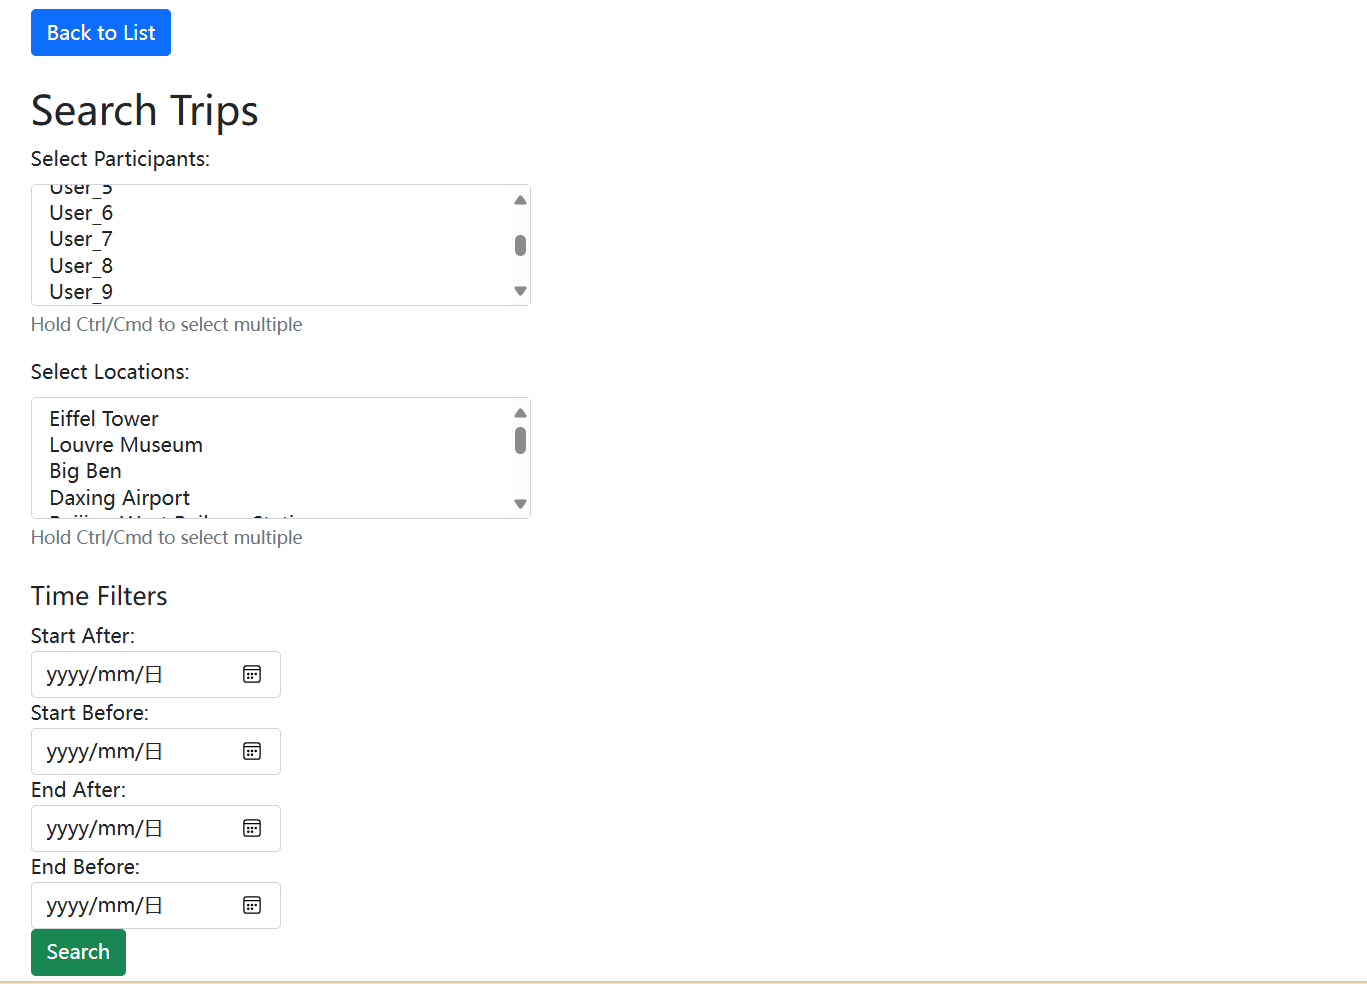 Back to List
Search Trips
Select Participants:
User_5
User_6
User_7
User_8
User_9
Hold Ctrl/Cmd to select multiple
Select Locations:
Eiffel Tower
Louvre Museum
Big Ben
Daxing Airport
Hold Ctrl/Cmd to select multiple
Time Filters
Start After:
yyyy/mm/日
Start Before:
yyyy/mm/日
End After:
yyyy/mm/日
End Before:
yyyy/mm/日
Search